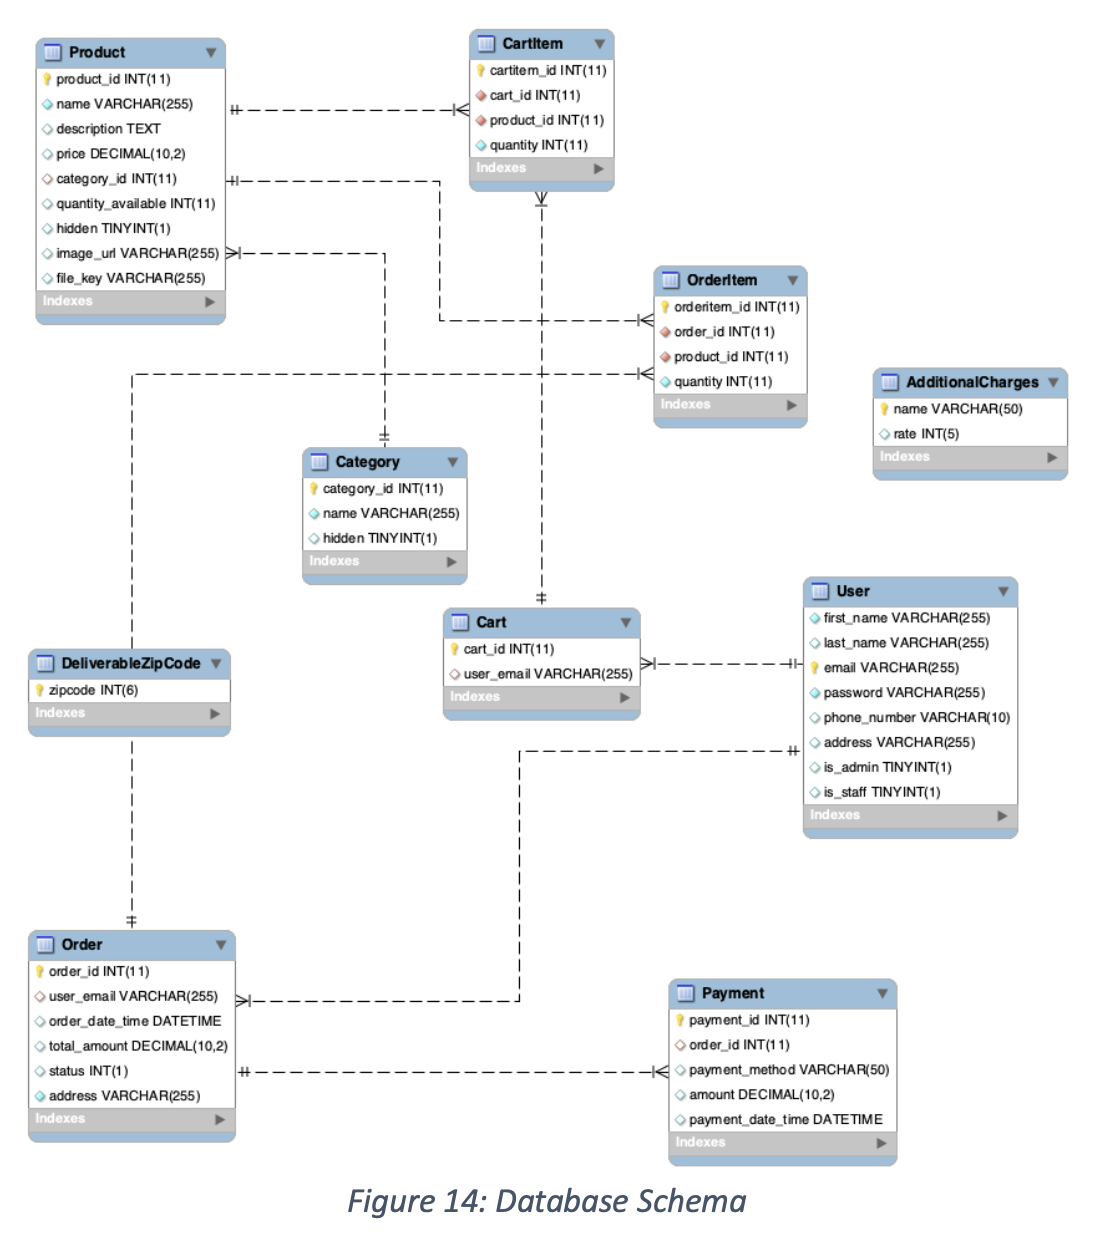 Product
product_id INT(11)
name VARCHAR(255)
description TEXT
price DECIMAL(10,2)
category_id INT(11)
quantity_available INT(11)
hidden TINYINT(1)
image_url VARCHAR(255)
file_key VARCHAR(255)
Indexes
CartItem
cartitem_id INT(11)
cart_id INT(11)
product_id INT(11)
quantity INT(11)
Indexes
OrderItem
orderitem_id INT(11)
order_id INT(11)
product_id INT(11)
quantity INT(11)
Indexes
AdditionalCharges
name VARCHAR(50)
rate INT(5)
Indexes
Category
category_id INT(11)
name VARCHAR(255)
hidden TINYINT(1)
Indexes
Cart
cart_id INT(11)
user_email VARCHAR(255)
Indexes
User
first_name VARCHAR(255)
last_name VARCHAR(255)
email VARCHAR(255)
password VARCHAR(255)
phone_number VARCHAR(10)
address VARCHAR(255)
is_admin TINYINT(1)
is_staff TINYINT(1)
Indexes
DeliverableZipCode
zipcode INT(6)
Indexes
Order
order_id INT(11)
user_email VARCHAR(255)
order_date_time DATETIME
total_amount DECIMAL(10,2)
status INT(1)
address VARCHAR(255)
Indexes
Payment
payment_id INT(11)
order_id INT(11)
payment_method VARCHAR(50)
amount DECIMAL(10,2)
payment_date_time DATETIME
Indexes
Figure 14: Database Schema